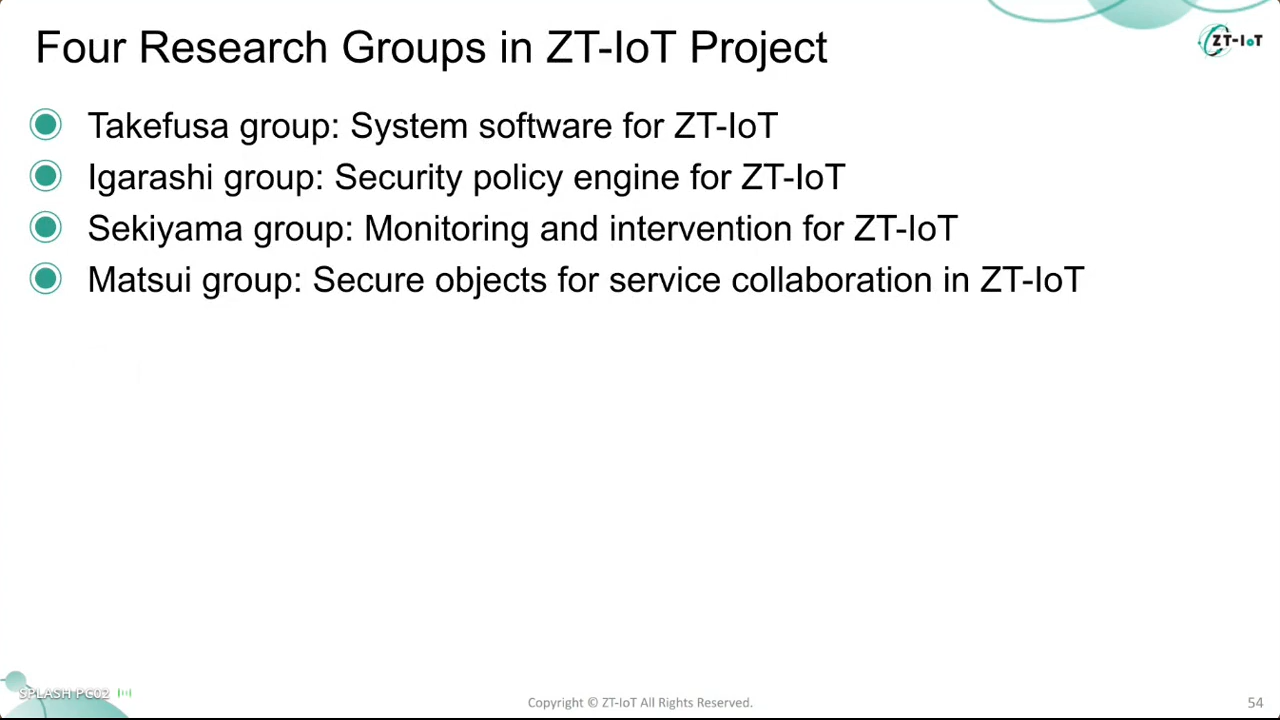 Four Research Groups in ZT-IoT Project
ZT-IoT
Takefusa group: System software for ZT-IoT
Igarashi group: Security policy engine for ZT-IoT
Sekiyama group: Monitoring and intervention for ZT-IoT
Matsui group: Secure objects for service collaboration in ZT-IoT
SPLASH PC02
Copyright © ZT-IoT All Rights Reserved.
54